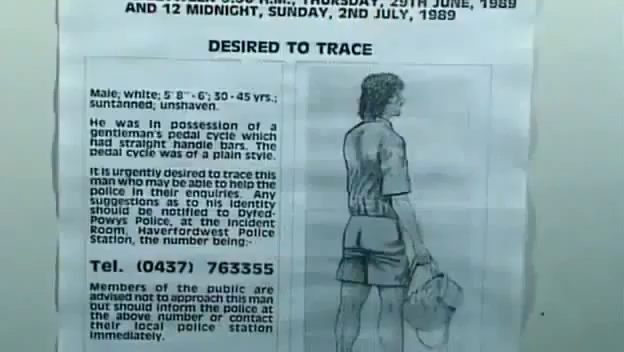 THURSDAY, 29TH JUNE, 1989
AND 12 MIDNIGHT, SUNDAY, 2ND JULY, 1989
DESIRED TO TRACE
Male; white; 5' 8" - 6'; 30 - 45 yrs.;
suntanned; unshaven.
He was in possession of a
gentleman's pedal cycle which
had straight handle bars. The
pedal cycle was of a plain style.
It is urgently desired to trace this
man who may be able to help the
police in their enquiries. Any
suggestions as to his identity
should be notified to Dyfed-
Powys Police, at the Incident
Room, Haverfordwest Police
Station, the number being:-
Tel. (0437) 763355
Members of the public are
advised not to approach this man
but should inform the police at
the above number or contact
their local police station
immediately.